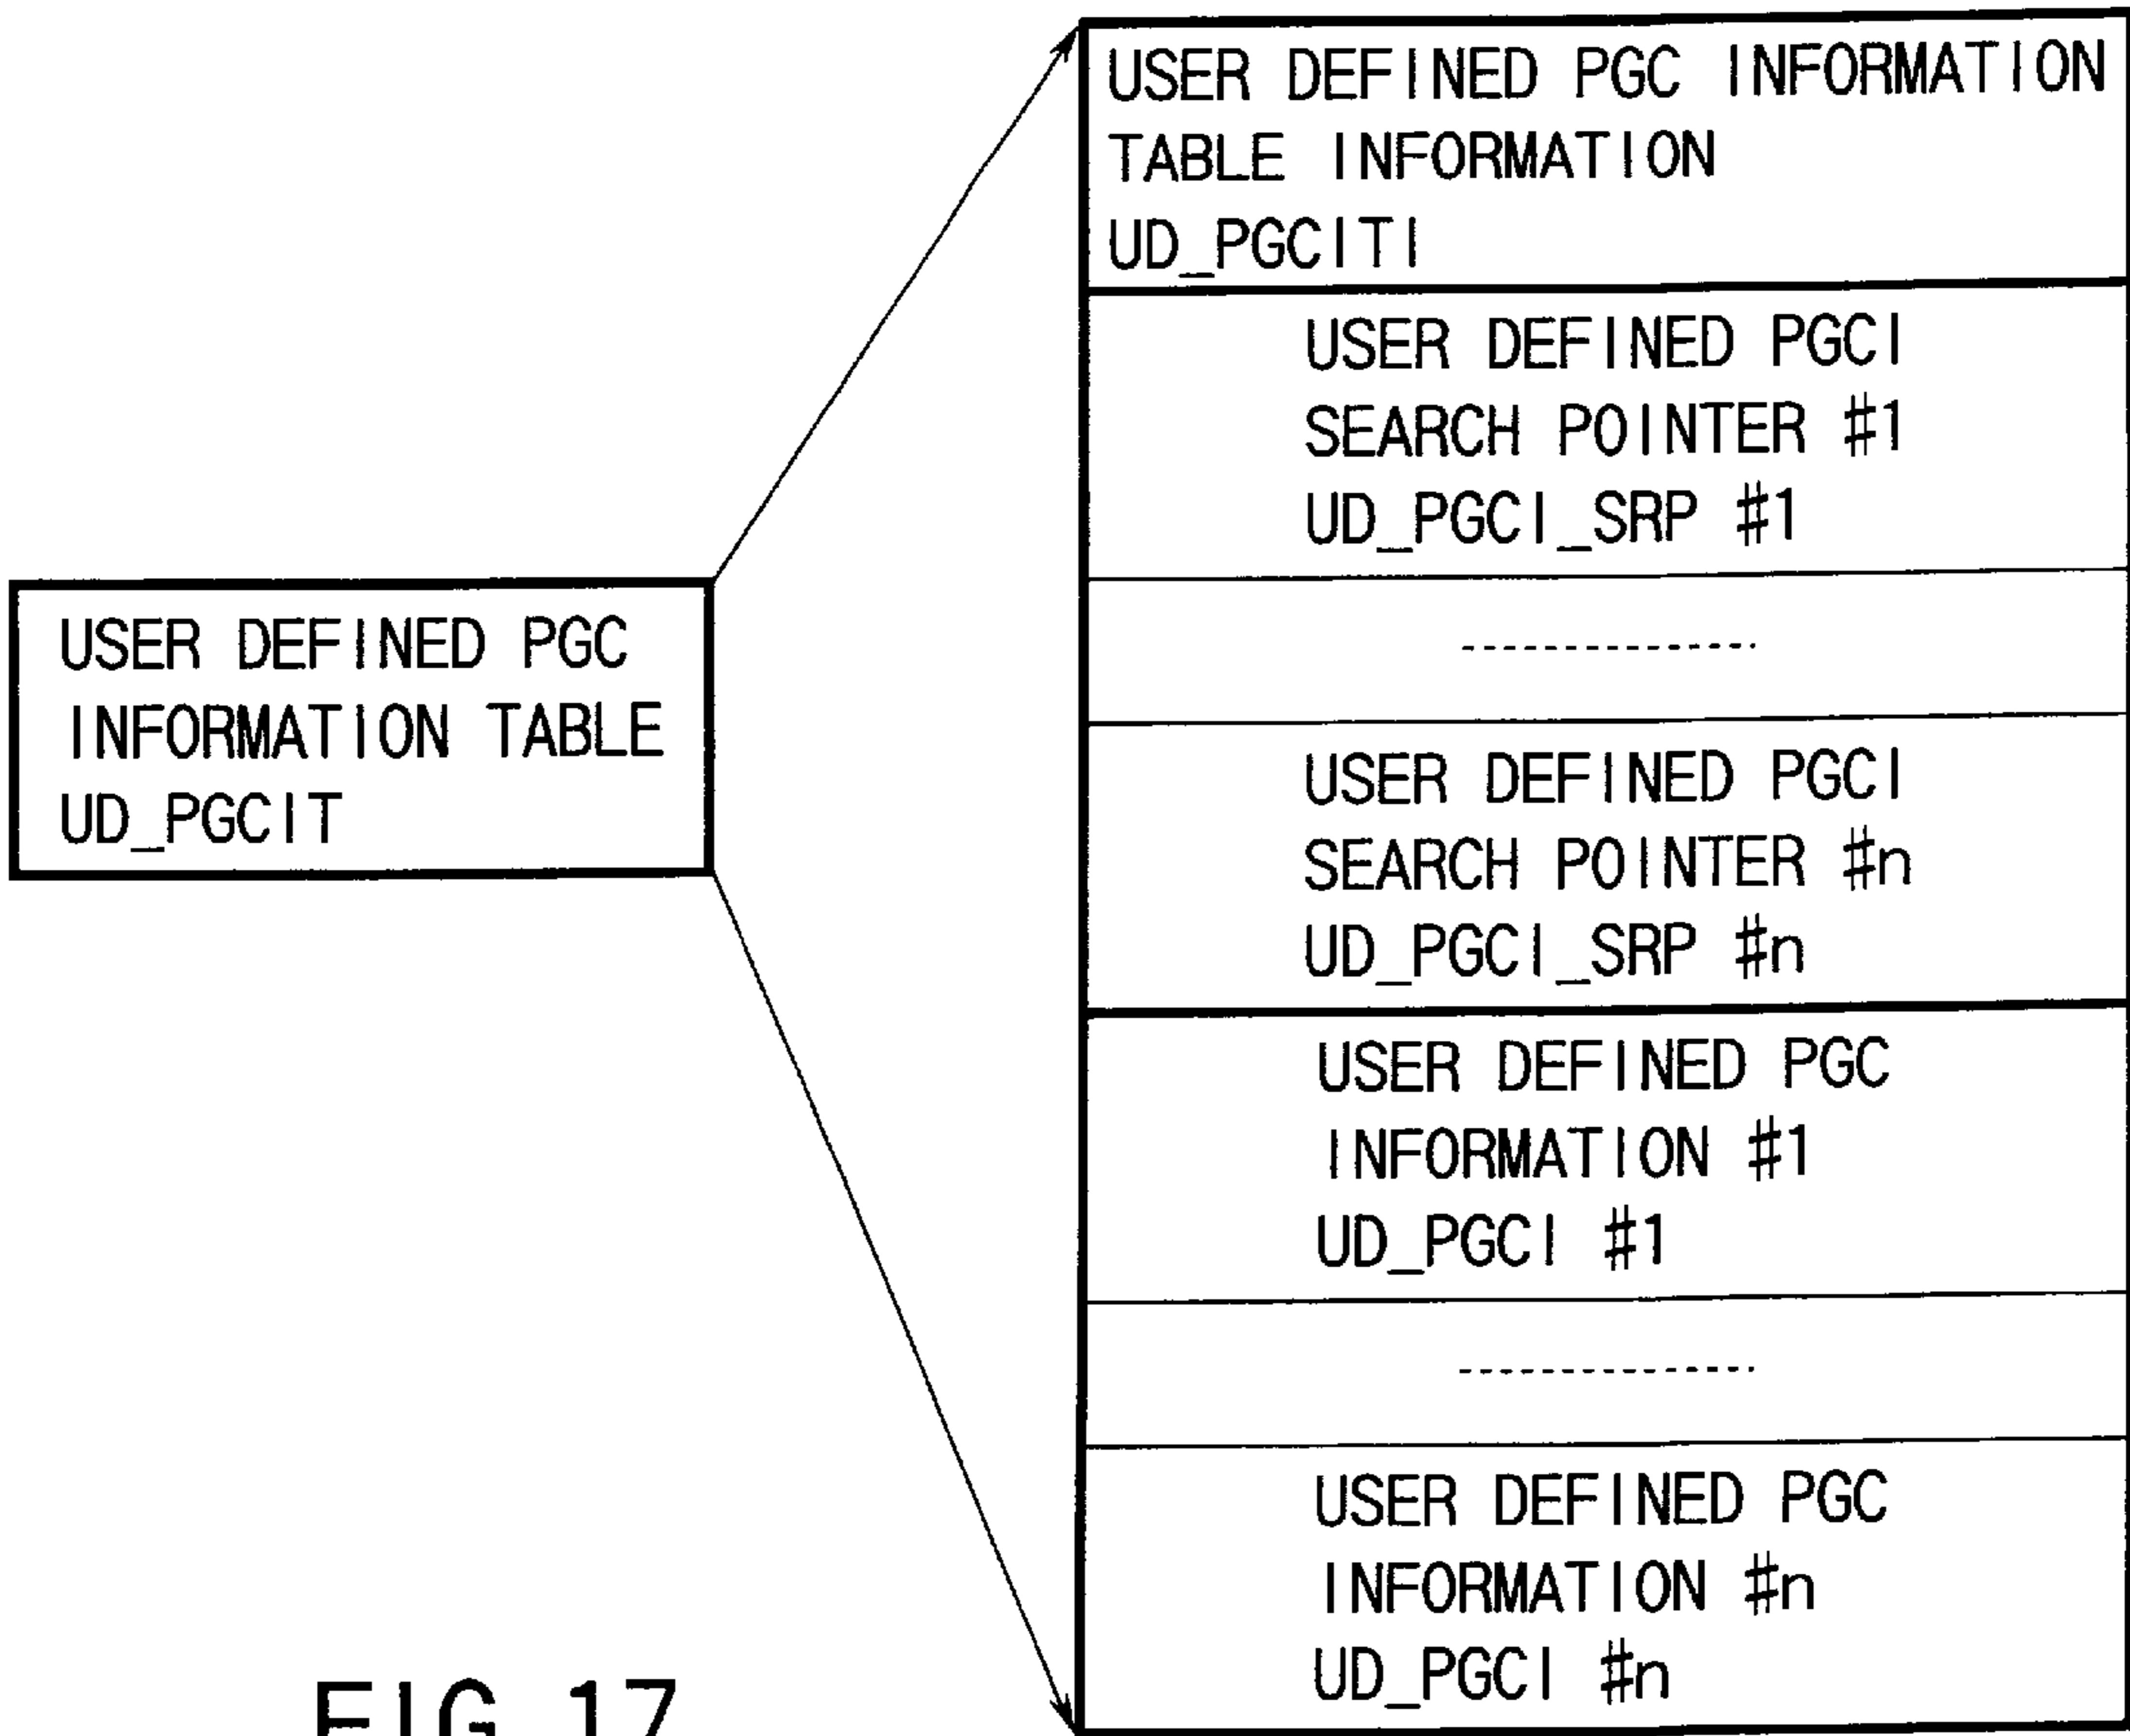 USER DEFINED PGC
INFORMATION TABLE
UD_PGCIT
USER DEFINED PGC INFORMATION
TABLE INFORMATION
UD_PGCITI
USER DEFINED PGCI
SEARCH POINTER #1
UD_PGCI_SRP #1
USER DEFINED PGCI
SEARCH POINTER #n
UD_PGCI_SRP #n
USER DEFINED PGC
INFORMATION #1
UD_PGCI #1
USER DEFINED PGC
INFORMATION #n
UD_PGCI #n
FIG.17